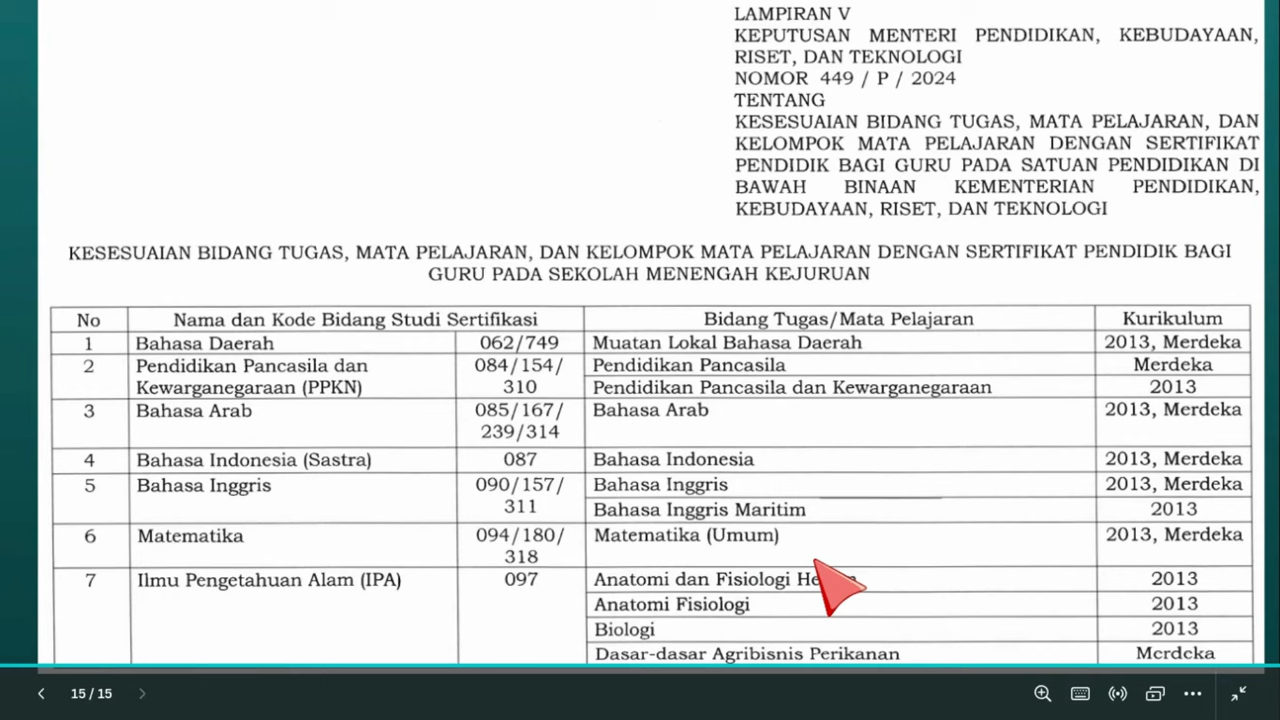 LAMPIRAN V
KEPUTUSAN MENTERI PENDIDIKAN, KEBUDAYAAN,
RISET, DAN TEKNOLOGI
NOMOR 449 / P / 2024
TENTANG
KESESUAIAN BIDANG TUGAS, MATA PELAJARAN, DAN
KELOMPOK MATA PELAJARAN DENGAN SERTIFIKAT
PENDIDIK BAGI GURU PADA SATUAN PENDIDIKAN DI
BAWAH BINAAN KEMENTERIAN PENDIDIKAN,
KEBUDAYAAN, RISET, DAN TEKNOLOGI
KESESUAIAN BIDANG TUGAS, MATA PELAJARAN, DAN KELOMPOK MATA PELAJARAN DENGAN SERTIFIKAT PENDIDIK BAGI
GURU PADA SEKOLAH MENENGAH KEJURUAN
No Nama dan Kode Bidang Studi Sertifikasi Bidang Tugas/Mata Pelajaran Kurikulum
1 Bahasa Daerah 062/749 Muatan Lokal Bahasa Daerah 2013, Merdeka
2 Pendidikan Pancasila dan 084/154/ Pendidikan Pancasila Merdeka
Kewarganegaraan (PPKN) 310 Pendidikan Pancasila dan Kewarganegaraan 2013
3 Bahasa Arab 085/167/ Bahasa Arab 2013, Merdeka
239/314
4 Bahasa Indonesia (Sastra) 087 Bahasa Indonesia 2013, Merdeka
5 Bahasa Inggris 090/157/ Bahasa Inggris 2013, Merdeka
311 Bahasa Inggris Maritim 2013
6 Matematika 094/180/ Matematika (Umum) 2013, Merdeka
318
7 Ilmu Pengetahuan Alam (IPA) 097 Anatomi dan Fisiologi 2013
Anatomi Fisiologi 2013
Biologi 2013
Dasar-dasar Agribisnis Perikanan Merdeka
15 / 15